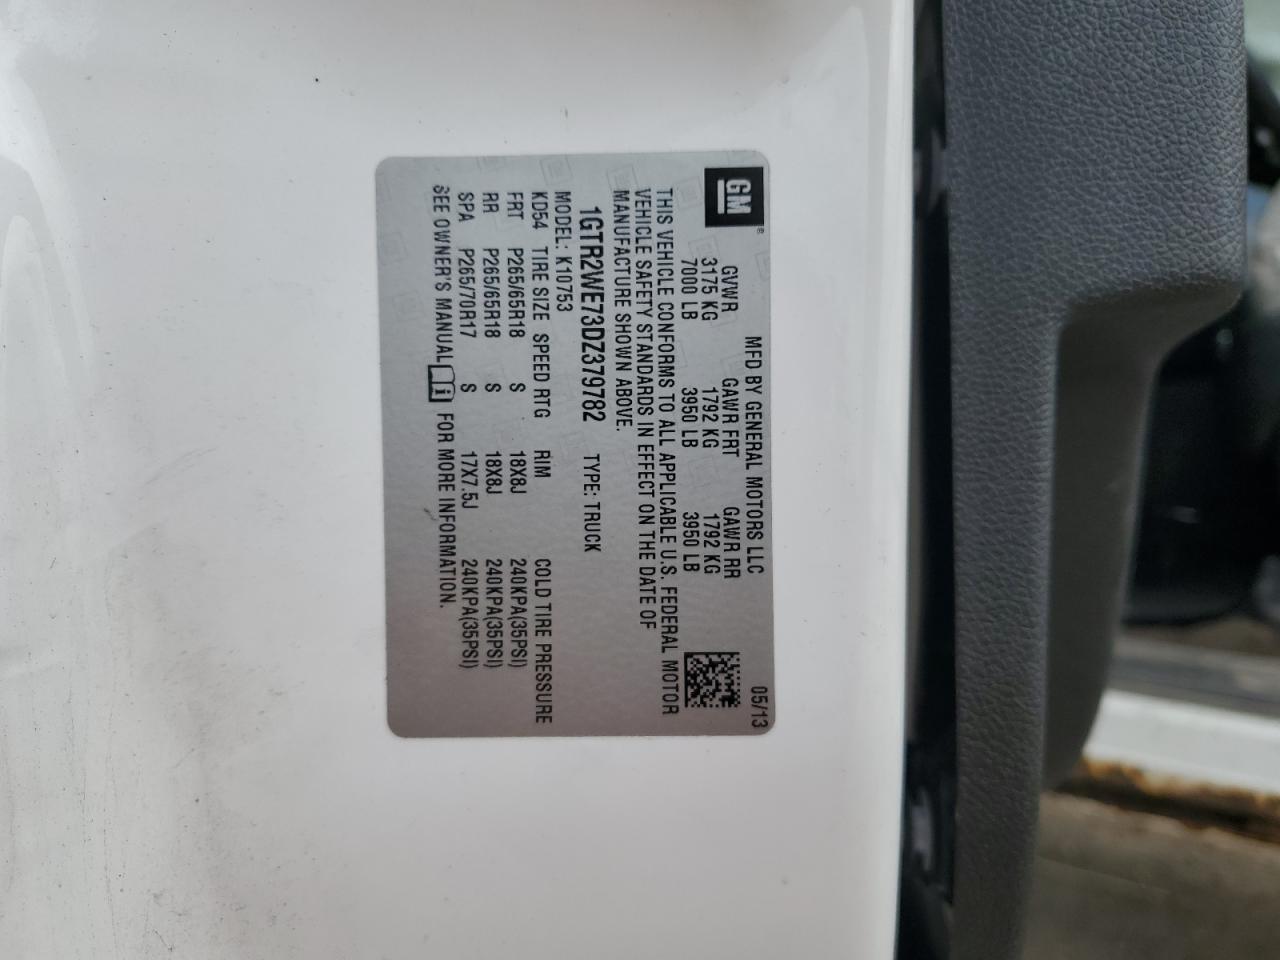 GM®
MFD BY GENERAL MOTORS LLC 05/13
GVWR GAWR FRT GAWR RR
3175 KG 1792 KG 1792 KG
7000 LB 3950 LB 3950 LB
THIS VEHICLE CONFORMS TO ALL APPLICABLE U.S. FEDERAL MOTOR
VEHICLE SAFETY STANDARDS IN EFFECT ON THE DATE OF
MANUFACTURE SHOWN ABOVE.
1GTR2WE73DZ379782 TYPE: TRUCK
MODEL: K10753
KD54 TIRE SIZE SPEED RTG RIM COLD TIRE PRESSURE
FRT P265/65R18 S 18X8J 240KPA(35PSI)
RR P265/65R18 S 18X8J 240KPA(35PSI)
SPA P265/70R17 S 17X7.5J 240KPA(35PSI)
SEE OWNER'S MANUAL i FOR MORE INFORMATION.